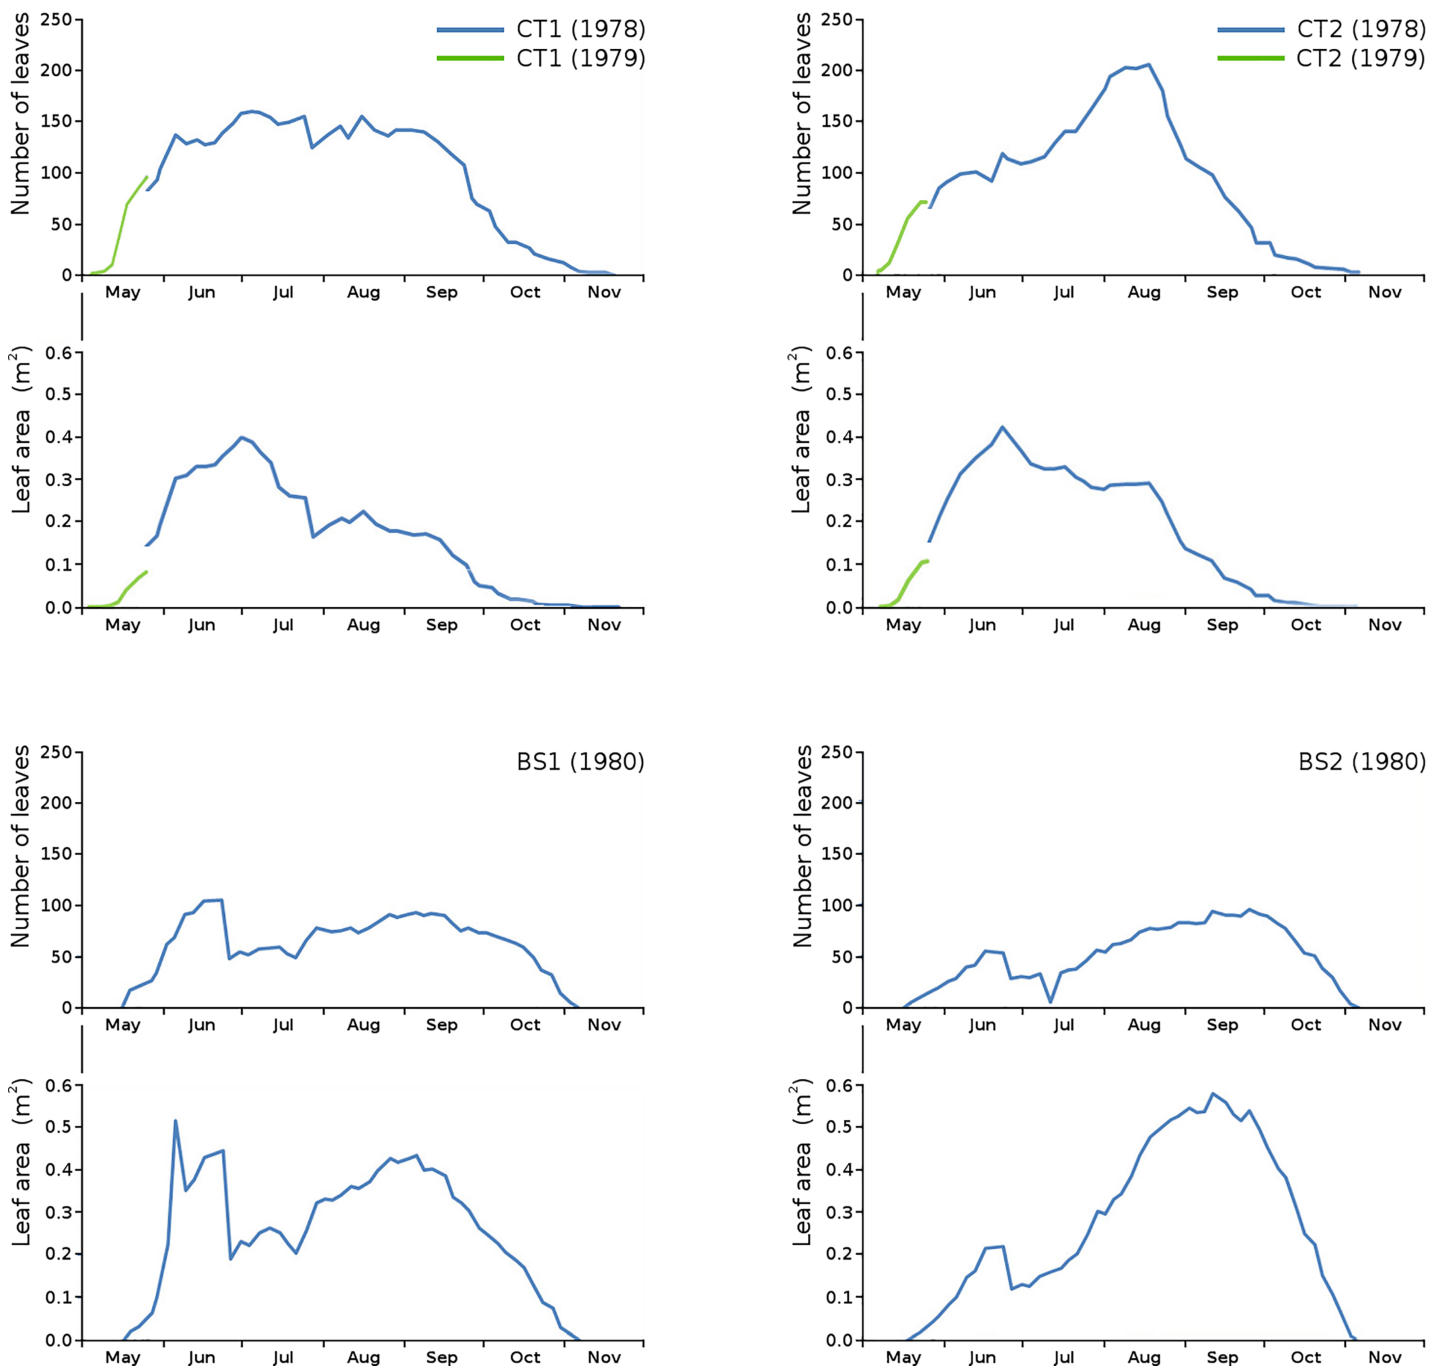 CT1 (1978)
CT1 (1979)
Number of leaves
250
200
150
100
50
0
May Jun Jul Aug Sep Oct Nov
Leaf area (m²)
0.6
0.5
0.4
0.3
0.2
0.1
0.0
May Jun Jul Aug Sep Oct Nov
CT2 (1978)
CT2 (1979)
Number of leaves
250
200
150
100
50
0
May Jun Jul Aug Sep Oct Nov
Leaf area (m²)
0.6
0.5
0.4
0.3
0.2
0.1
0.0
May Jun Jul Aug Sep Oct Nov
BS1 (1980)
Number of leaves
250
200
150
100
50
0
May Jun Jul Aug Sep Oct Nov
Leaf area (m²)
0.6
0.5
0.4
0.3
0.2
0.1
0.0
May Jun Jul Aug Sep Oct Nov
BS2 (1980)
Number of leaves
250
200
150
100
50
0
May Jun Jul Aug Sep Oct Nov
Leaf area (m²)
0.6
0.5
0.4
0.3
0.2
0.1
0.0
May Jun Jul Aug Sep Oct Nov